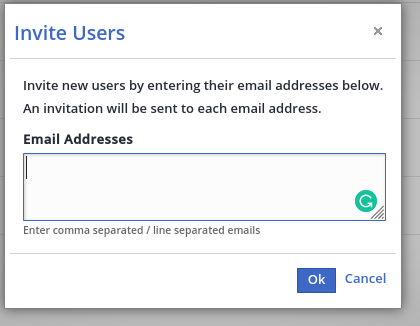 Invite Users
×
Invite new users by entering their email addresses below.
An invitation will be sent to each email address.
Email Addresses
Enter comma separated / line separated emails
Ok Cancel